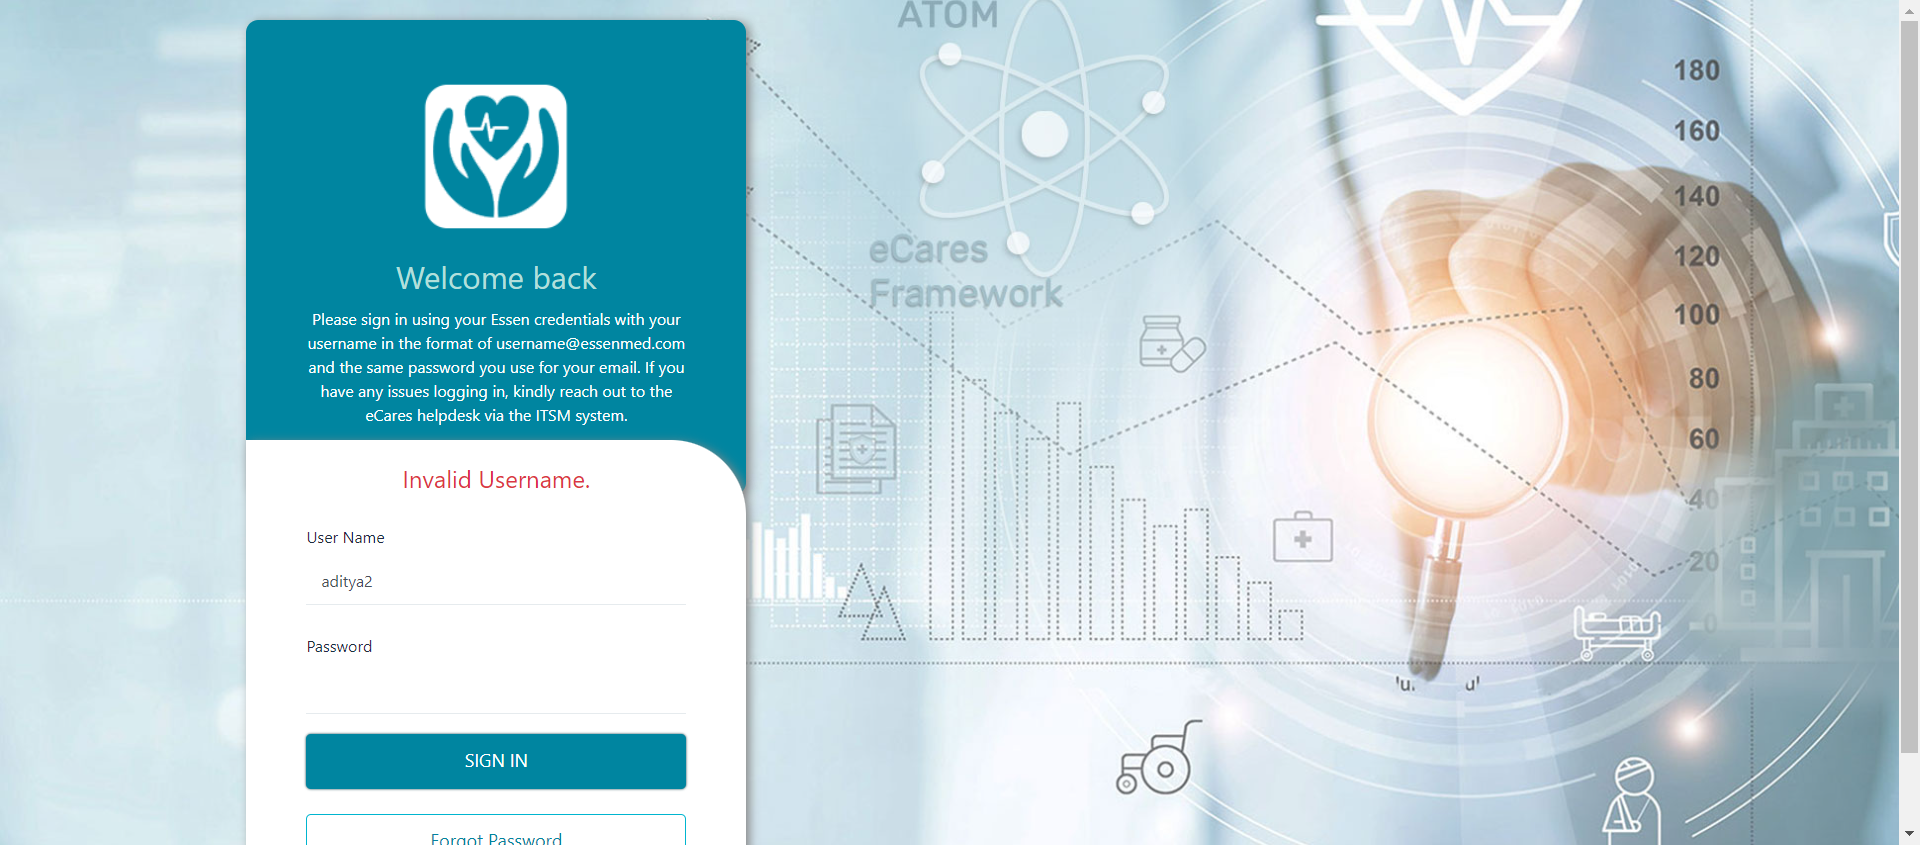 Welcome back
Please sign in using your Essen credentials with your
username in the format of username@essenmed.com
and the same password you use for your email. If you
have any issues logging in, kindly reach out to the
eCares helpdesk via the ITSM system.
Invalid Username.
User Name
aditya2
Password
SIGN IN
Forgot Password
ATOM
eCares
Framework
180
160
140
120
100
80
60
40
20
0